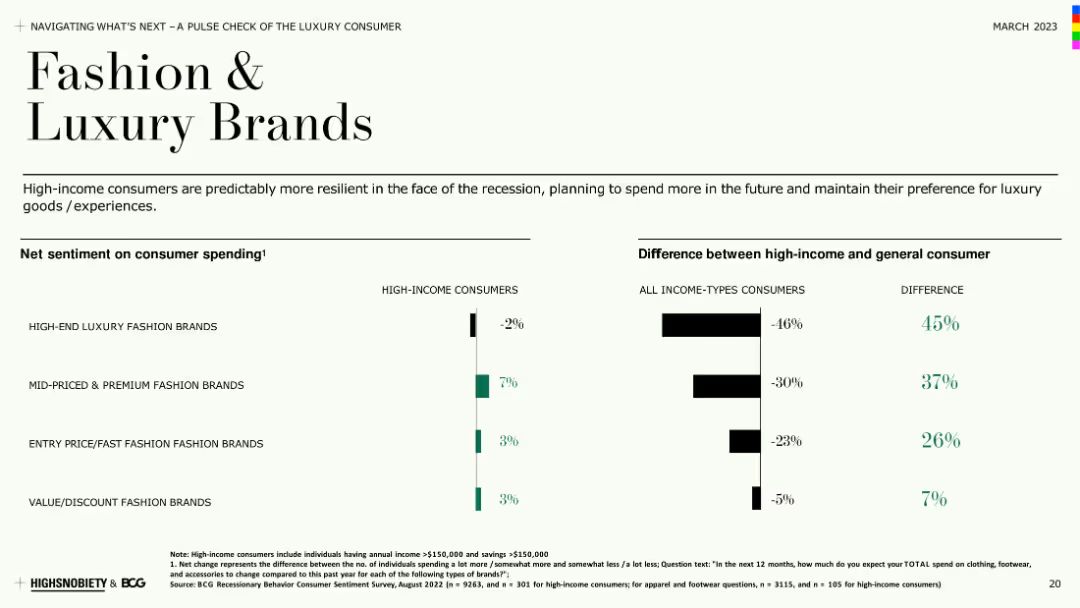 NAVIGATING WHAT'S NEXT – A PULSE CHECK OF THE LUXURY CONSUMER
MARCH 2023
Fashion &
Luxury Brands
High-income consumers are predictably more resilient in the face of the recession, planning to spend more in the future and maintain their preference for luxury
goods / experiences.
Net sentiment on consumer spending¹
Difference between high-income and general consumer
HIGH-INCOME CONSUMERS
ALL INCOME-TYPES CONSUMERS
DIFFERENCE
HIGH-END LUXURY FASHION BRANDS
-2%
-46%
45%
MID-PRICED & PREMIUM FASHION BRANDS
7%
-30%
37%
ENTRY PRICE/FAST FASHION FASHION BRANDS
3%
-23%
26%
VALUE/DISCOUNT FASHION BRANDS
3%
-5%
7%
Note: High-income consumers include individuals having annual income >$150,000 and savings >$150,000
1. Net change represents the difference between the no. of individuals spending a lot more / somewhat more and somewhat less / a lot less; Question text: "In the next 12 months, how much do you expect your TOTAL spend on clothing, footwear,
and accessories to change compared to this past year for each of the following types of brands?";
Source: BCG Recessionary Behavior Consumer Sentiment Survey, August 2022 (n = 9263, and n = 301 for high-income consumers; for apparel and footwear questions, n = 3115, and n = 105 for high-income consumers)
HIGHSNOBIETY & BCG
20